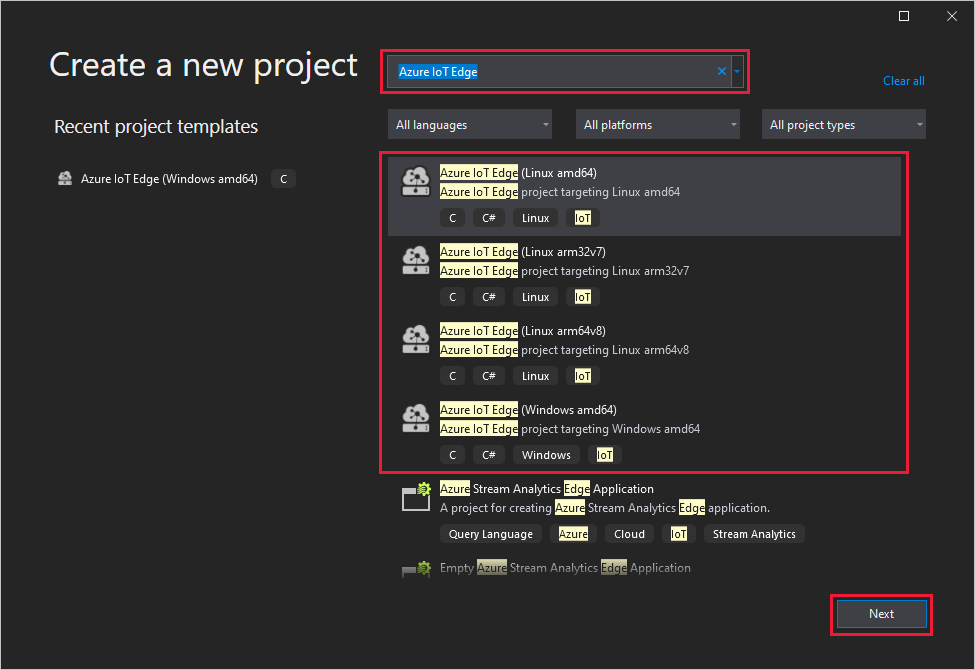 Create a new project
Azure IoT Edge
Clear all
Recent project templates
All languages
All platforms
All project types
Azure IoT Edge (Windows amd64) C
Azure IoT Edge (Linux amd64)
Azure IoT Edge project targeting Linux amd64
C C# Linux IoT
Azure IoT Edge (Linux arm32v7)
Azure IoT Edge project targeting Linux arm32v7
C C# Linux IoT
Azure IoT Edge (Linux arm64v8)
Azure IoT Edge project targeting Linux arm64v8
C C# Linux IoT
Azure IoT Edge (Windows amd64)
Azure IoT Edge project targeting Windows amd64
C C# Windows IoT
Azure Stream Analytics Edge Application
A project for creating Azure Stream Analytics Edge application.
Query Language Azure Cloud IoT Stream Analytics
Empty Azure Stream Analytics Edge Application
Next